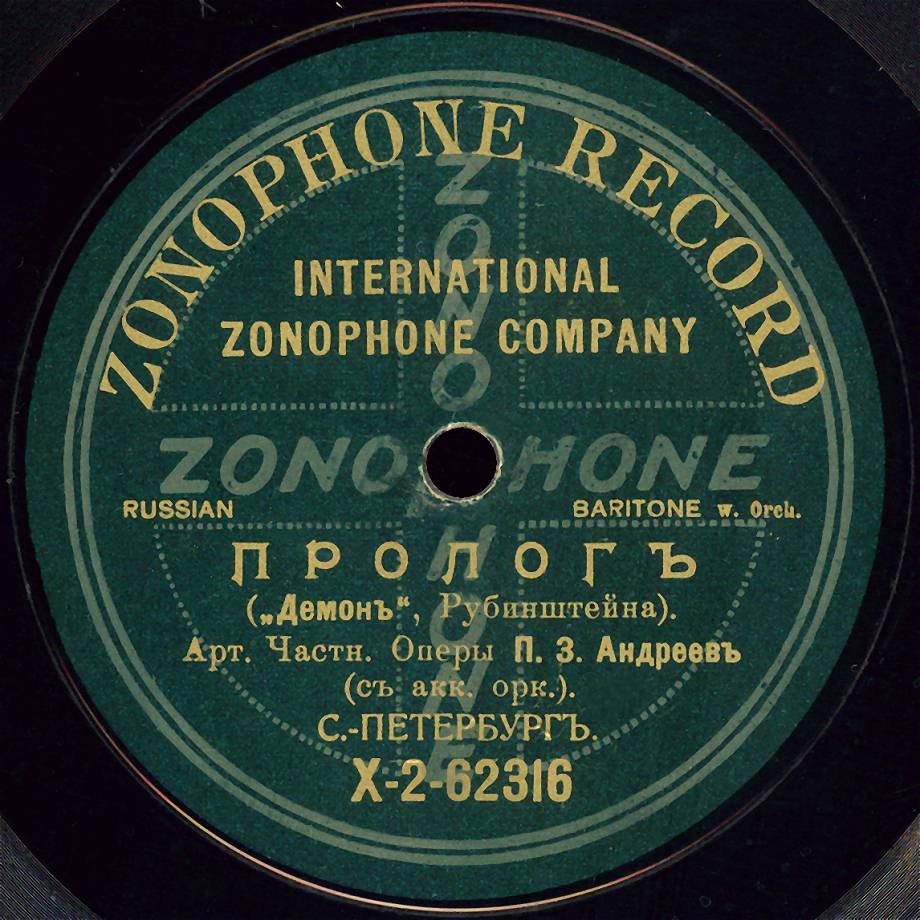 ZONOPHONE RECORD
INTERNATIONAL
ZONOPHONE COMPANY
ZONOPHONE
ZONOPHONE
RUSSIAN
BARITONE w. Orch.
ПРОЛОГЪ
(„Демонъ“, Рубинштейна).
Арт. Частн. Оперы П. З. Андреевъ
(съ акк. орк.).
С.-ПЕТЕРБУРГЪ.
X-2-62316